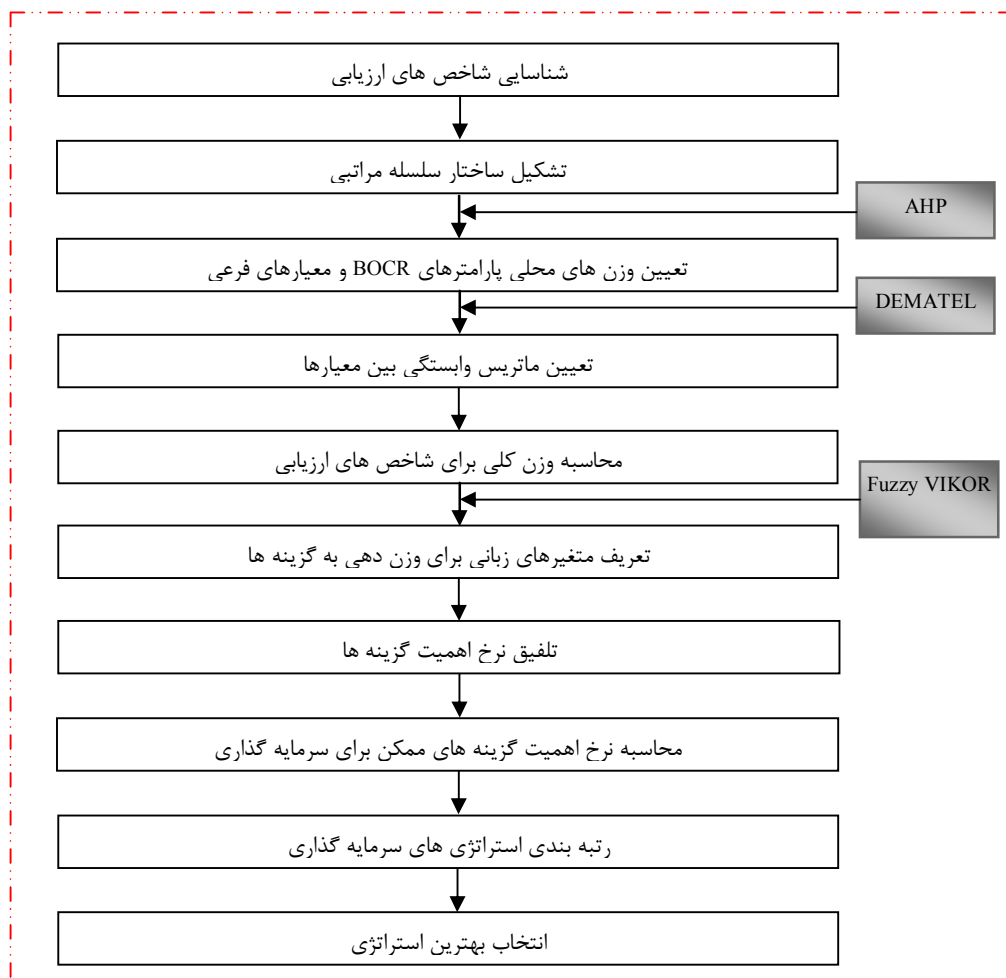 شناسایی شاخص های ارزیابی
تشکیل ساختار سلسله مراتبی
AHP
تعیین وزن های محلی پارامترهای BOCR و معیارهای فرعی
DEMATEL
تعیین ماتریس وابستگی بین معیارها
محاسبه وزن کلی برای شاخص های ارزیابی
Fuzzy VIKOR
تعریف متغیرهای زبانی برای وزن دهی به گزینه ها
تلفیق نرخ اهمیت گزینه ها
محاسبه نرخ اهمیت گزینه های ممکن برای سرمایه گذاری
رتبه بندی استراتژی های سرمایه گذاری
انتخاب بهترین استراتژی